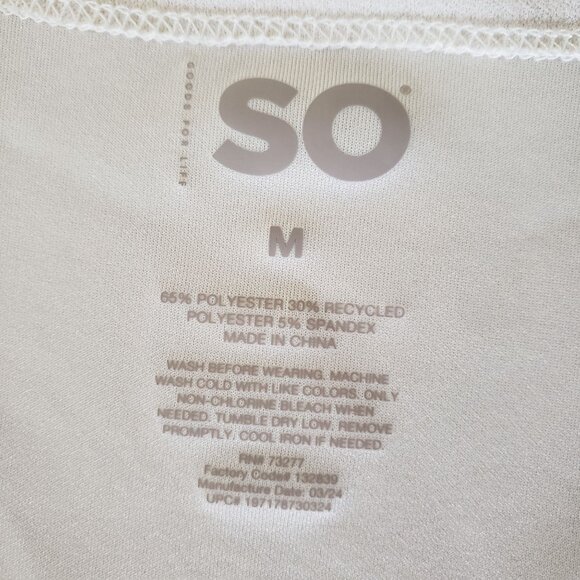 GOODS FOR LIFE
SO®
M
65% POLYESTER 30% RECYCLED
POLYESTER 5% SPANDEX
MADE IN CHINA
WASH BEFORE WEARING. MACHINE
WASH COLD WITH LIKE COLORS. ONLY
NON-CHLORINE BLEACH WHEN
NEEDED. TUMBLE DRY LOW. REMOVE
PROMPTLY. COOL IRON IF NEEDED.
RN# 73277
Factory Code# 132839
Manufacture Date: 03/24
UPC# 197178730324